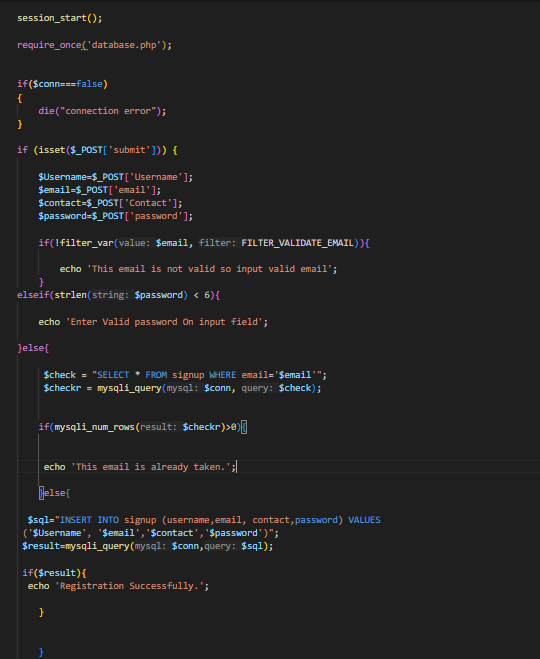 session_start();
require_once('database.php');
if($conn===false)
{
die("connection error");
}
if (isset($_POST['submit'])) {
$Username=$_POST['Username'];
$email=$_POST['email'];
$contact=$_POST['Contact'];
$password=$_POST['password'];
if(!filter_var(value: $email, filter: FILTER_VALIDATE_EMAIL)){
echo 'This email is not valid so input valid email';
}
elseif(strlen(string: $password) < 6){
echo 'Enter Valid password On input field';
}else{
$check = "SELECT * FROM signup WHERE email='$email'";
$checkr = mysqli_query(mysql: $conn, query: $check);
if(mysqli_num_rows(result: $checkr)>0){
echo 'This email is already taken.';
}else{
$sql="INSERT INTO signup (username,email, contact,password) VALUES
('$Username', '$email','$contact','$password')";
$result=mysqli_query(mysql: $conn,query: $sql);
if($result){
echo 'Registration Successfully.';
}
}